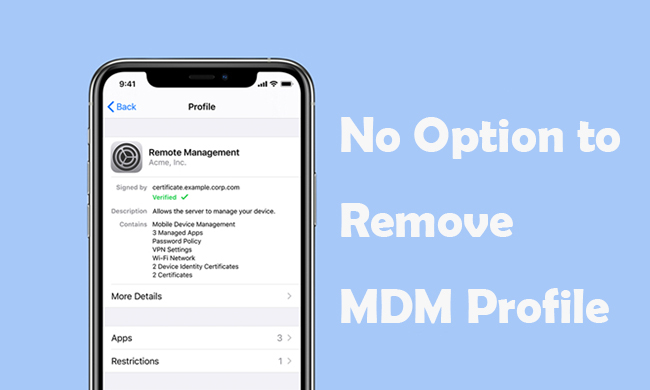 9:41
Back
Profile
Remote Management
Acme, Inc.
Signed by certificate.example.corp.com
Verified
Description Allows the server to manage your device.
Contains Mobile Device Management
3 Managed Apps
Password Policy
VPN Settings
Wi-Fi Network
2 Device Identity Certificates
2 Certificates
More Details
Apps 3
Restrictions 1
No Option to
Remove
MDM Profile